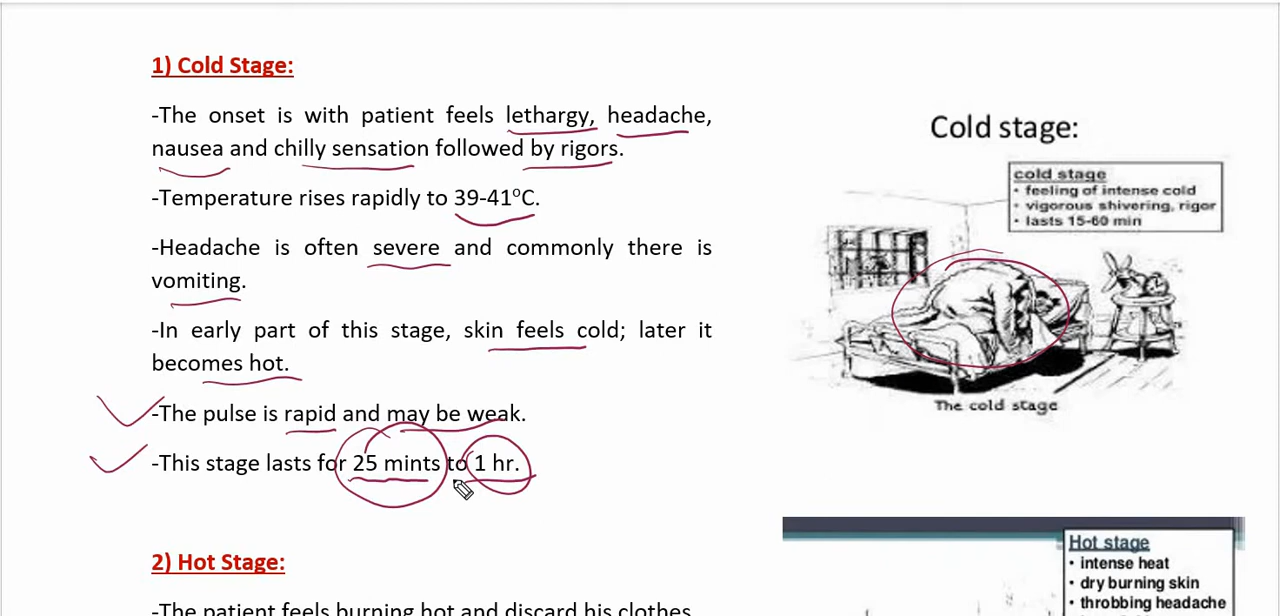 1) Cold Stage:
-The onset is with patient feels lethargy, headache,
nausea and chilly sensation followed by rigors.
-Temperature rises rapidly to 39-41°C.
-Headache is often severe and commonly there is
vomiting.
-In early part of this stage, skin feels cold; later it
becomes hot.
-The pulse is rapid and may be weak.
-This stage lasts for 25 mints to 1 hr.
2) Hot Stage:
-The patient feels burning hot and discard his clothes.
Cold stage:
cold stage
• feeling of intense cold
• vigorous shivering, rigor
• lasts 15-60 min
The cold stage
Hot stage
• intense heat
• dry burning skin
• throbbing headache